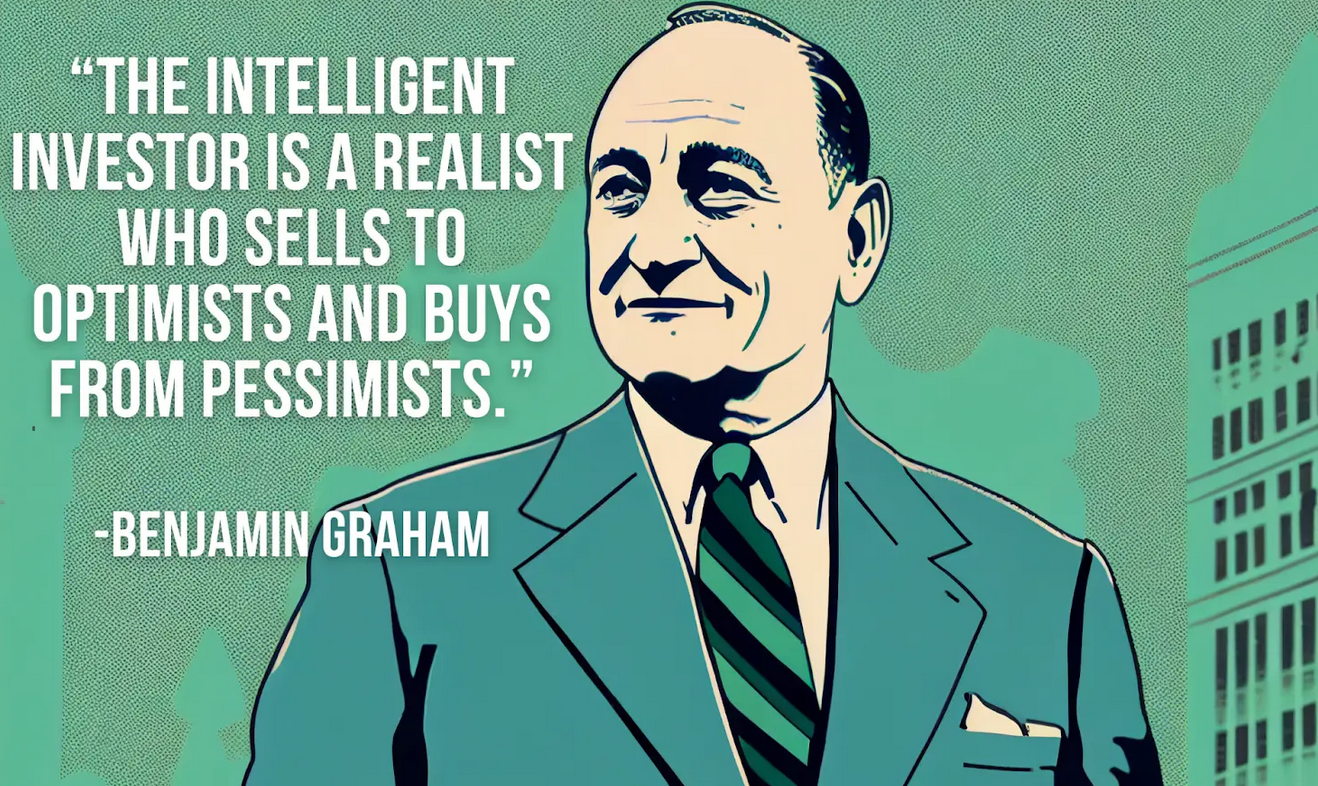 “THE INTELLIGENT
INVESTOR IS A REALIST
WHO SELLS TO
OPTIMISTS AND BUYS
FROM PESSIMISTS.”
-BENJAMIN GRAHAM